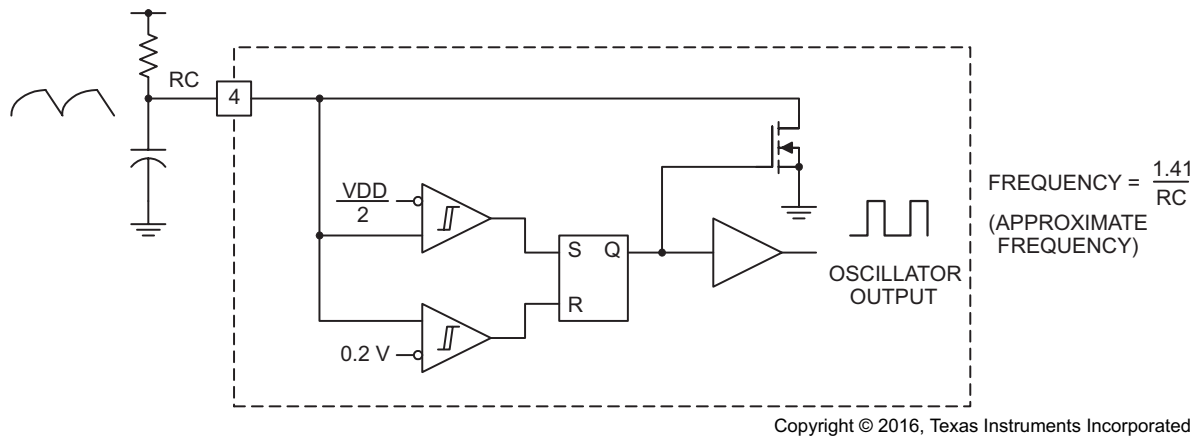 RC
4
VDD
2
0.2 V
S Q
R
OSCILLATOR
OUTPUT
FREQUENCY = 1.41
RC
(APPROXIMATE
FREQUENCY)
Copyright © 2016, Texas Instruments Incorporated